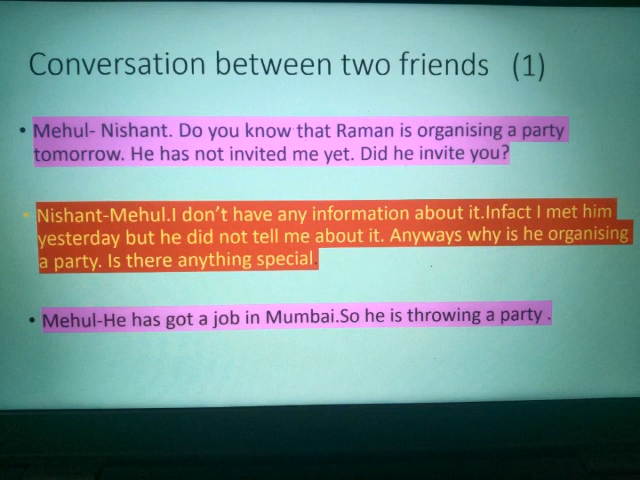 Conversation between two friends (1)
• Mehul- Nishant. Do you know that Raman is organising a party
tomorrow. He has not invited me yet. Did he invite you?
• Nishant-Mehul.I don’t have any information about it.Infact I met him
yesterday but he did not tell me about it. Anyways why is he organising
a party. Is there anything special.
• Mehul-He has got a job in Mumbai.So he is throwing a party .